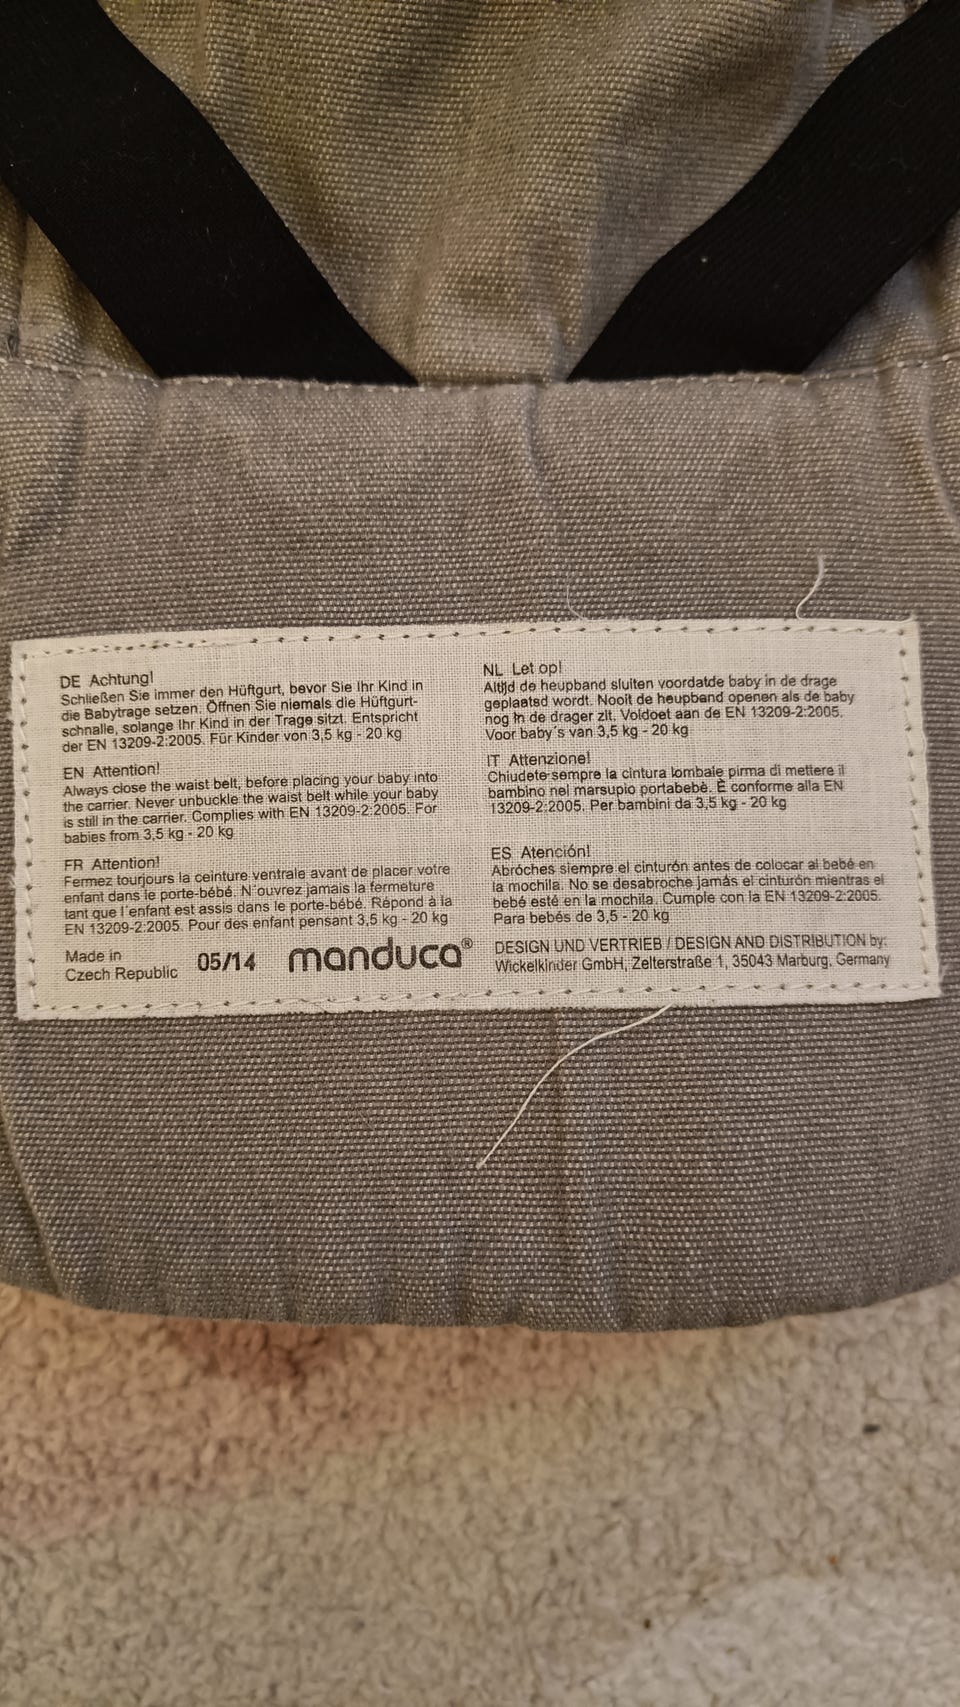 DE Achtung!
Schließen Sie immer den Hüftgurt, bevor Sie Ihr Kind in
die Babytrage setzen. Öffnen Sie niemals die Hüftgurt-
schnalle, solange Ihr Kind in der Trage sitzt. Entspricht
der EN 13209-2:2005. Für Kinder von 3,5 kg - 20 kg
EN Attention!
Always close the waist belt, before placing your baby into
the carrier. Never unbuckle the waist belt while your baby
is still in the carrier. Complies with EN 13209-2:2005. For
babies from 3,5 kg - 20 kg
FR Attention!
Fermez tourjours la ceinture ventrale avant de placer votre
enfant dans le porte-bébé. N´ouvrez jamais la fermeture
tant que l´enfant est assis dans le porte-bébé. Répond à la
EN 13209-2:2005. Pour des enfant pensant 3,5 kg - 20 kg
Made in
Czech Republic
05/14
manduca®
NL Let op!
Altijd de heupband sluiten voordatde baby in de drage
geplaatsd wordt. Nooit de heupband openen als de baby
nog in de drager zit. Voldoet aan de EN 13209-2:2005.
Voor baby´s van 3,5 kg - 20 kg
IT Attenzione!
Chiudete sempre la cintura lombale pirma di mettere il
bambino nel marsupio portabebè. È conforme alla EN
13209-2:2005. Per bambini da 3,5 kg - 20 kg
ES Atención!
Abróches siempre el cinturón antes de colocar al bebé en
la mochila. No se desabroche jamás el cinturón mientras el
bebé esté en la mochila. Cumple con la EN 13209-2:2005.
Para bebés de 3,5 - 20 kg
DESIGN UND VERTRIEB / DESIGN AND DISTRIBUTION by:
Wickelkinder GmbH, Zelterstraße 1, 35043 Marburg, Germany